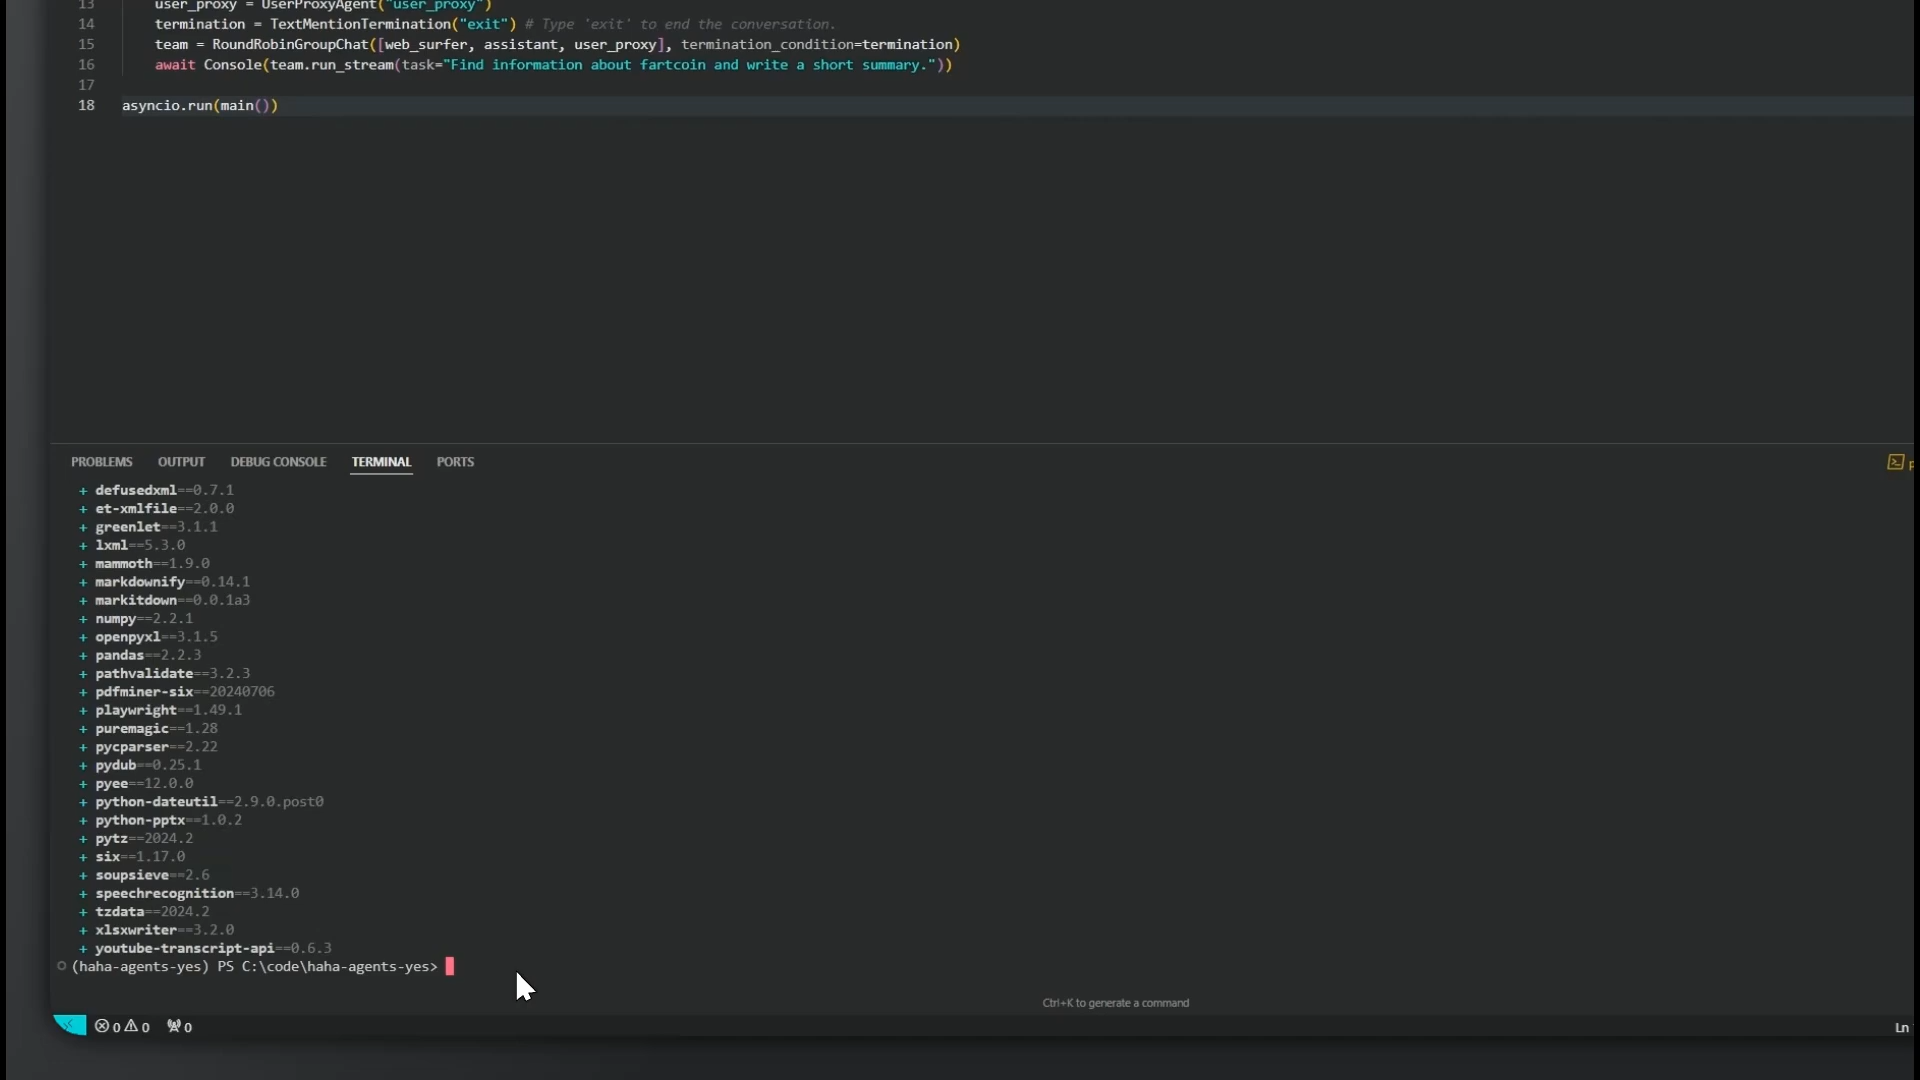 13 user_proxy = UserProxyAgent("user_proxy")
14 termination = TextMentionTermination("exit") # Type 'exit' to end the conversation.
15 team = RoundRobinGroupChat([web_surfer, assistant, user_proxy], termination_condition=termination)
16 await Console(team.run_stream(task="Find information about fartcoin and write a short summary."))
17
18 asyncio.run(main())
PROBLEMS OUTPUT DEBUG CONSOLE TERMINAL PORTS
+ defusedxml==0.7.1
+ et-xmlfile==2.0.0
+ greenlet==3.1.1
+ lxml==5.3.0
+ mammoth==1.9.0
+ markdownify==0.14.1
+ markitdown==0.0.1a3
+ numpy==2.2.1
+ openpyxl==3.1.5
+ pandas==2.2.3
+ pathvalidate==3.2.3
+ pdfminer-six==20240706
+ playwright==1.49.1
+ puremagic==1.28
+ pycparser==2.22
+ pydub==0.25.1
+ pyee==12.0.0
+ python-dateutil==2.9.0.post0
+ python-pptx==1.0.2
+ pytz==2024.2
+ six==1.17.0
+ soupsieve==2.6
+ speechrecognition==3.14.0
+ tzdata==2024.2
+ xlsxwriter==3.2.0
+ youtube-transcript-api==0.6.3
(haha-agents-yes) PS C:\code\haha-agents-yes>
Ctrl+K to generate a command
0 0 0
Ln